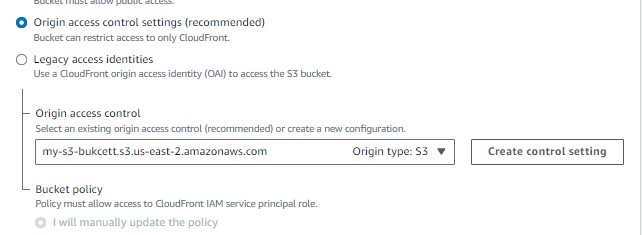 Bucket must allow public access.
Origin access control settings (recommended)
Bucket can restrict access to only CloudFront.
Legacy access identities
Use a CloudFront origin access identity (OAI) to access the S3 bucket.
Origin access control
Select an existing origin access control (recommended) or create a new configuration.
my-s3-bukcett.s3.us-east-2.amazonaws.com Origin type: S3 Create control setting
Bucket policy
Policy must allow access to CloudFront IAM service principal role.
I will manually update the policy